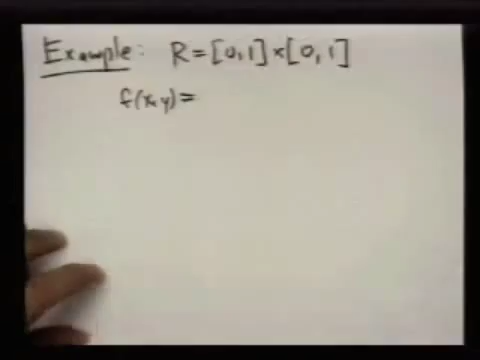 Example: R = [0,1] × [0,1]
f(x,y) =